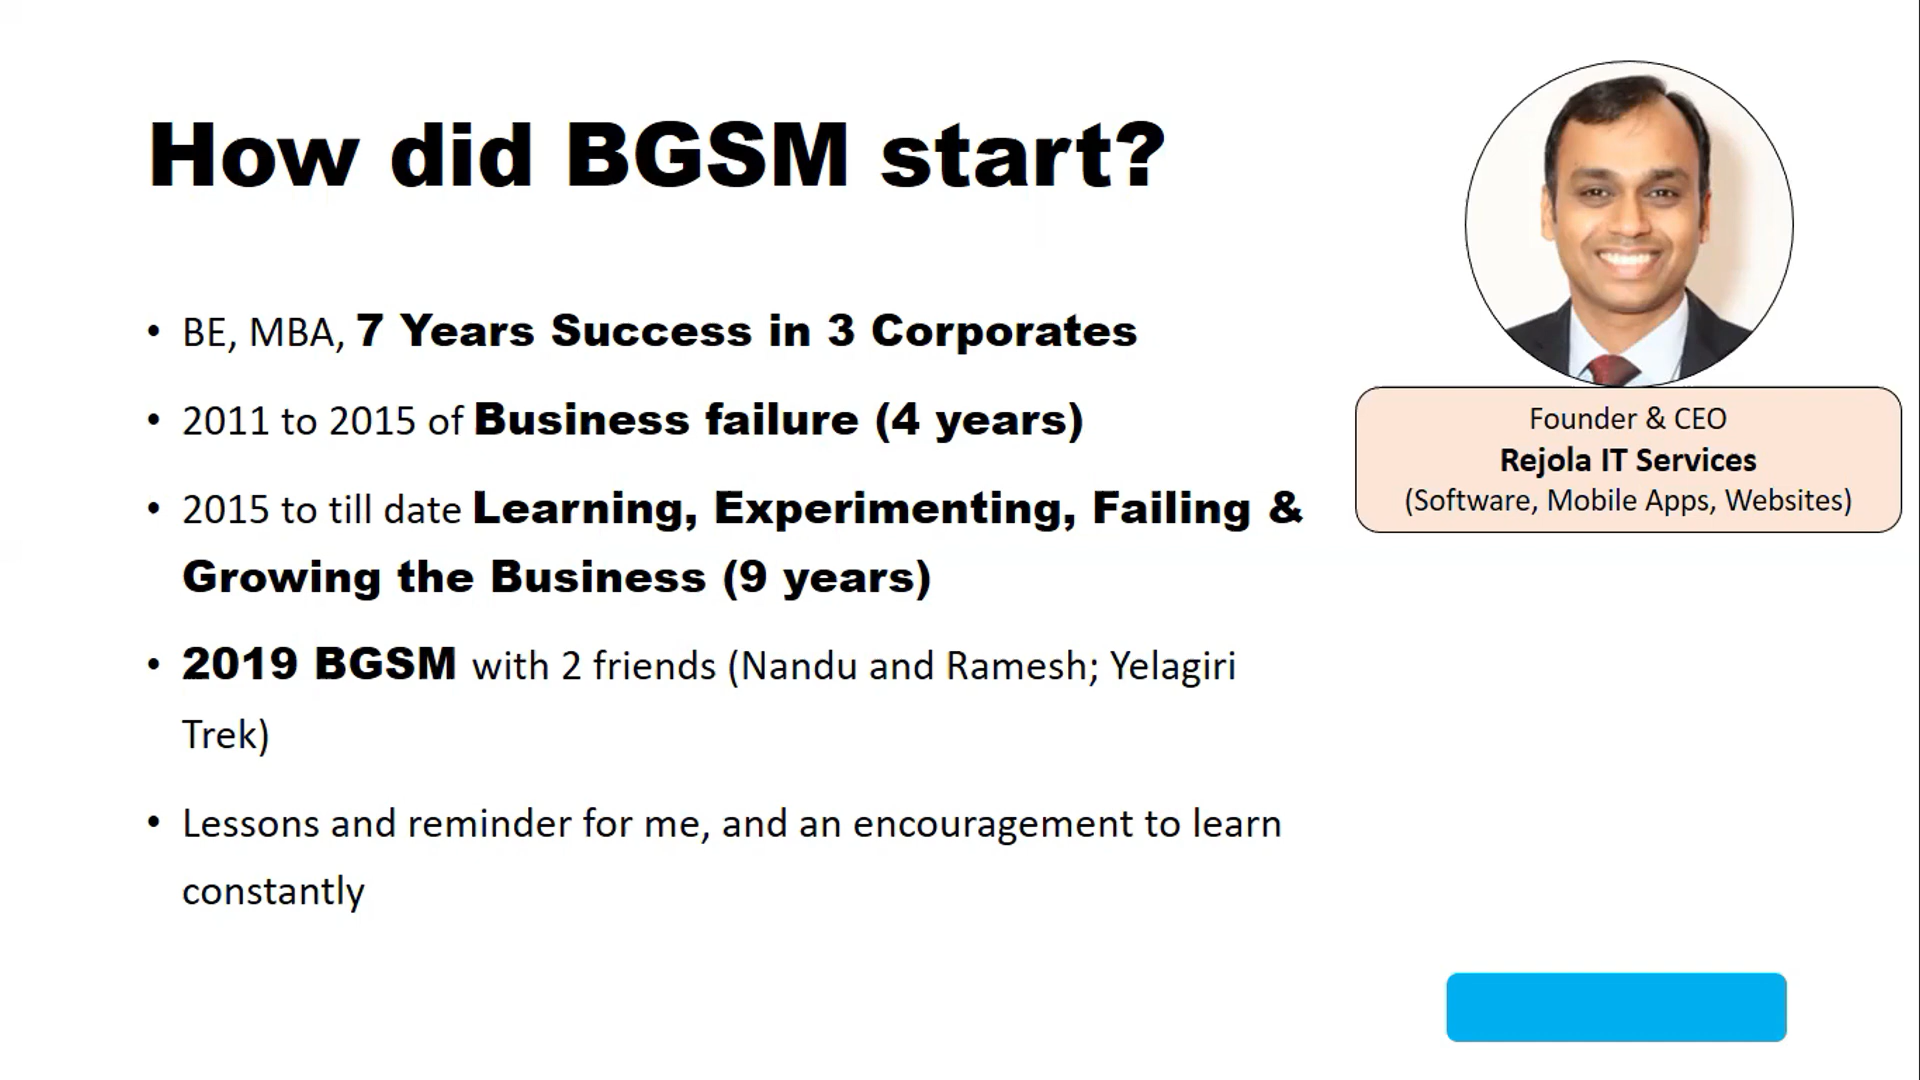 How did BGSM start?
• BE, MBA, 7 Years Success in 3 Corporates
• 2011 to 2015 of Business failure (4 years)
• 2015 to till date Learning, Experimenting, Failing &
Growing the Business (9 years)
• 2019 BGSM with 2 friends (Nandu and Ramesh; Yelagiri
Trek)
• Lessons and reminder for me, and an encouragement to learn
constantly
Founder & CEO
Rejola IT Services
(Software, Mobile Apps, Websites)